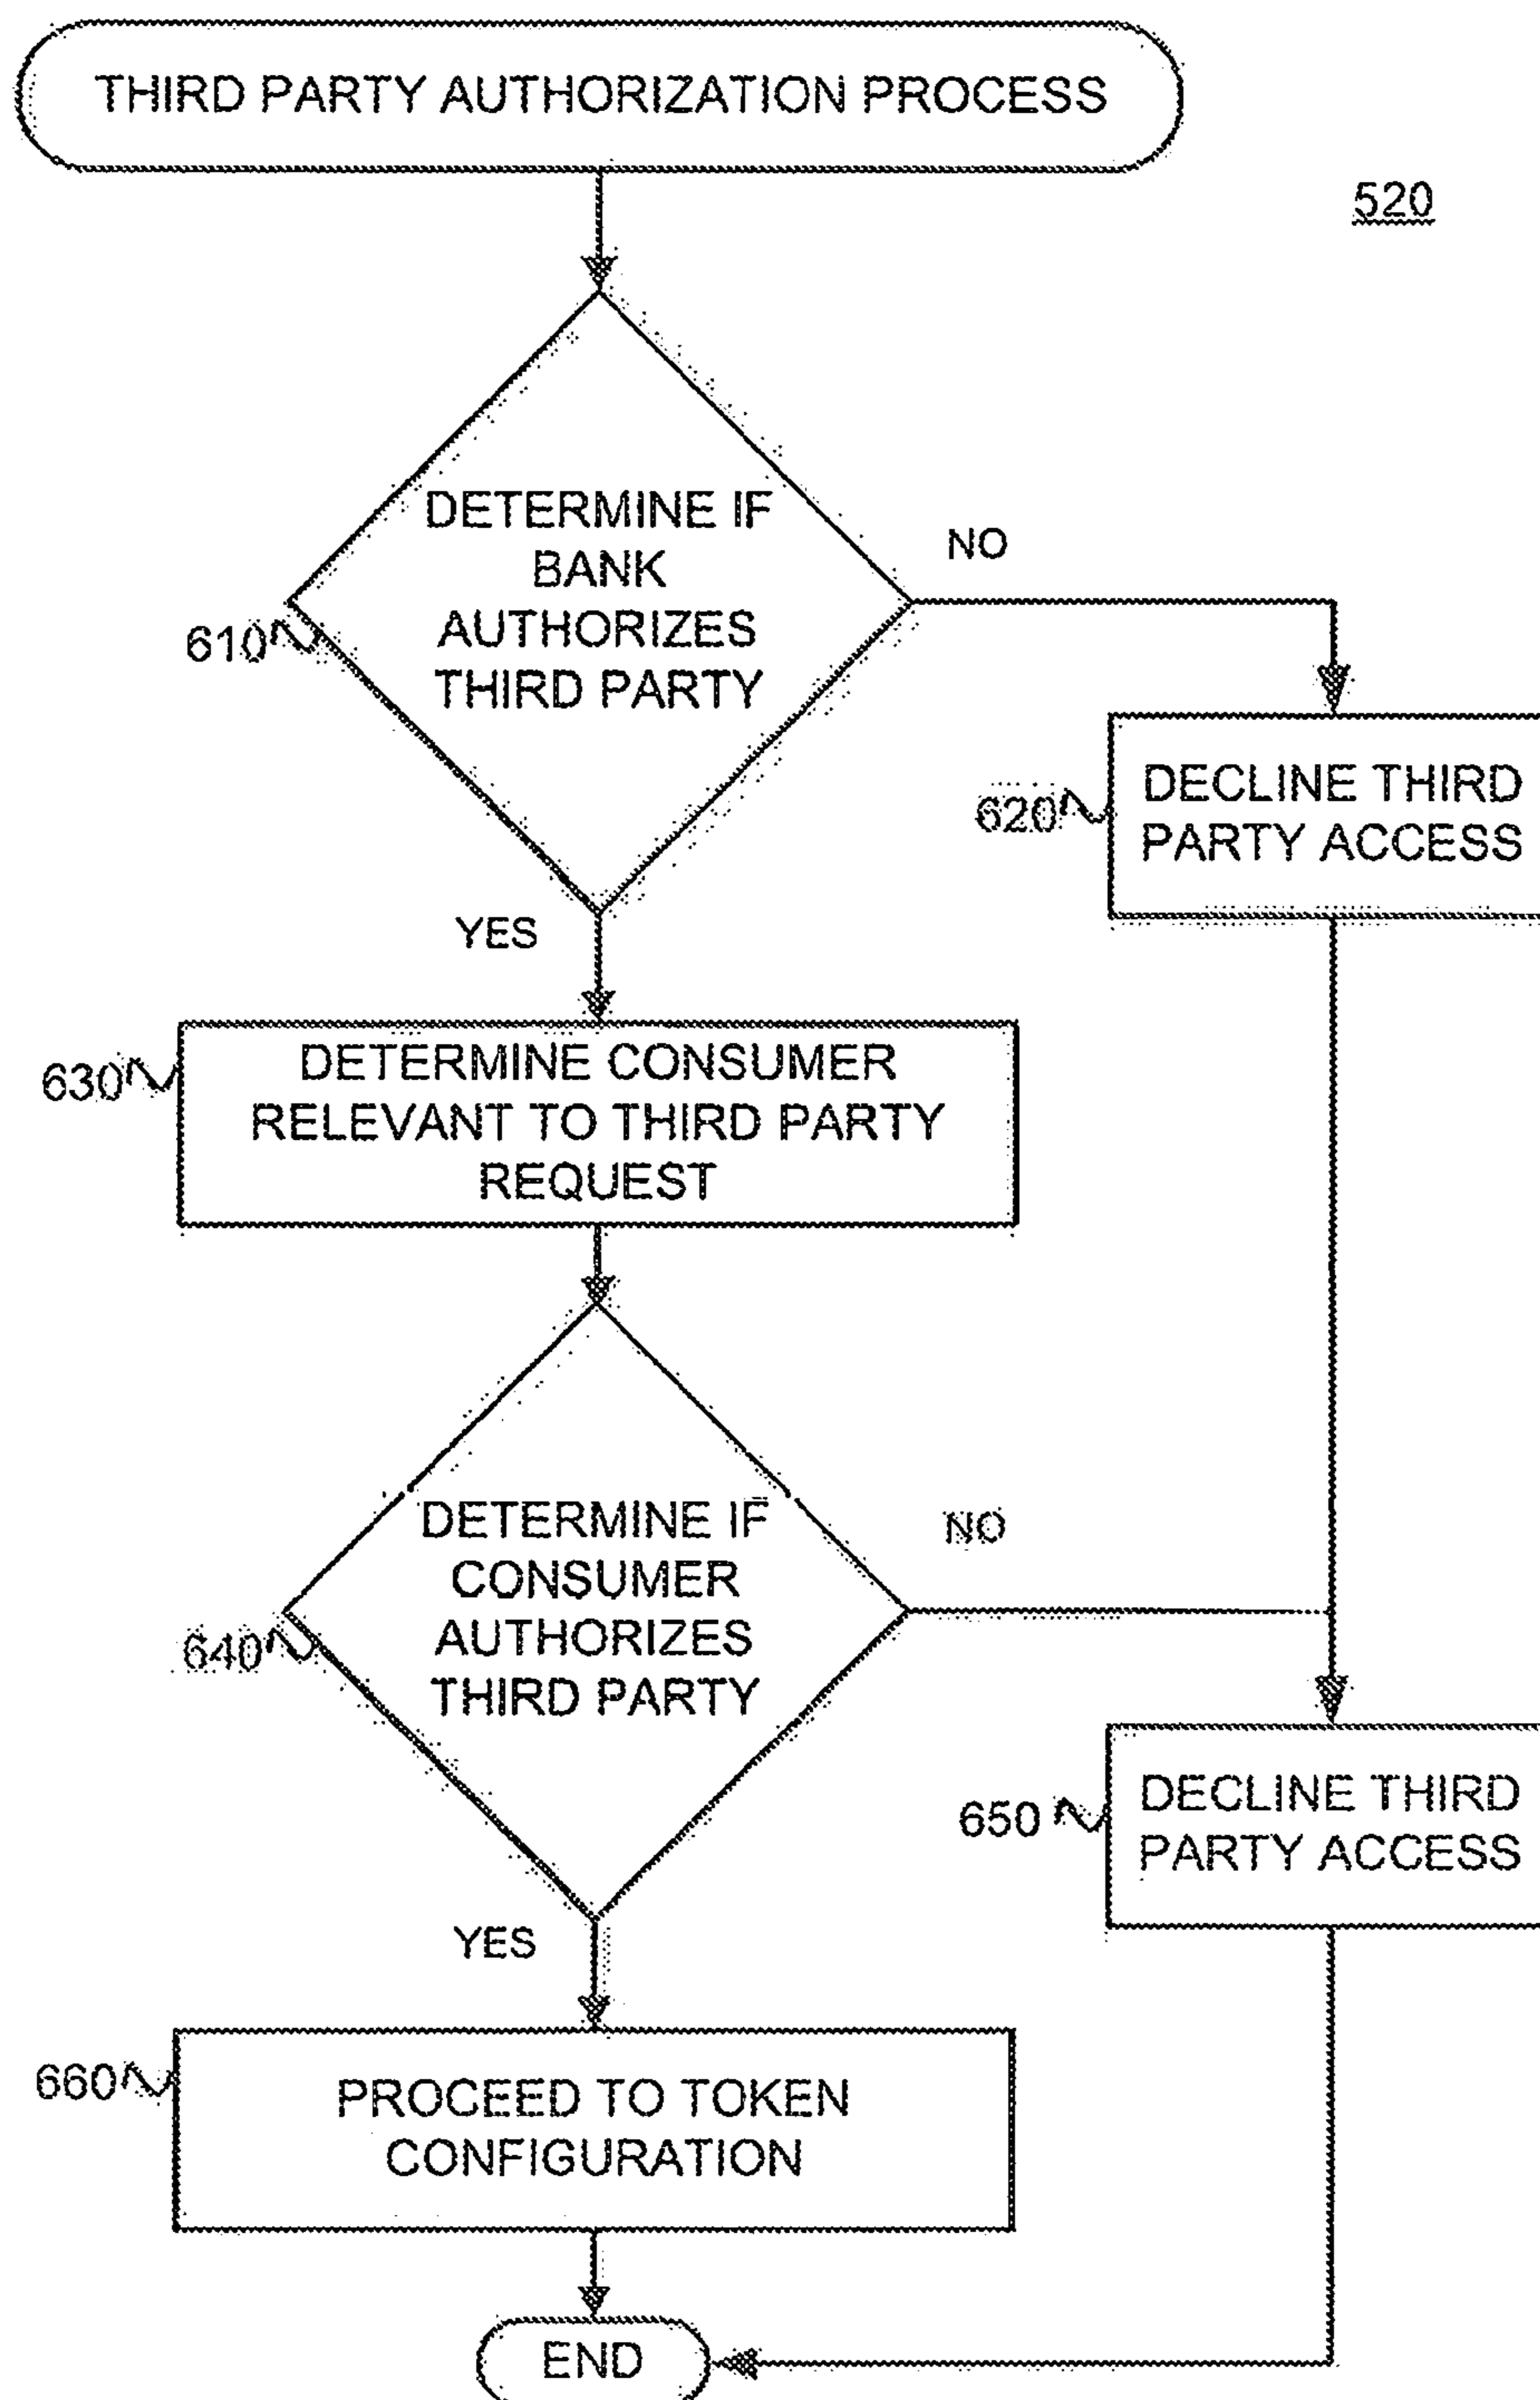 THIRD PARTY AUTHORIZATION PROCESS
520
DETERMINE IF
BANK
AUTHORIZES
THIRD PARTY
610
NO
DECLINE THIRD
PARTY ACCESS
620
YES
630
DETERMINE CONSUMER
RELEVANT TO THIRD PARTY
REQUEST
DETERMINE IF
CONSUMER
AUTHORIZES
THIRD PARTY
640
NO
650
DECLINE THIRD
PARTY ACCESS
YES
660
PROCEED TO TOKEN
CONFIGURATION
END